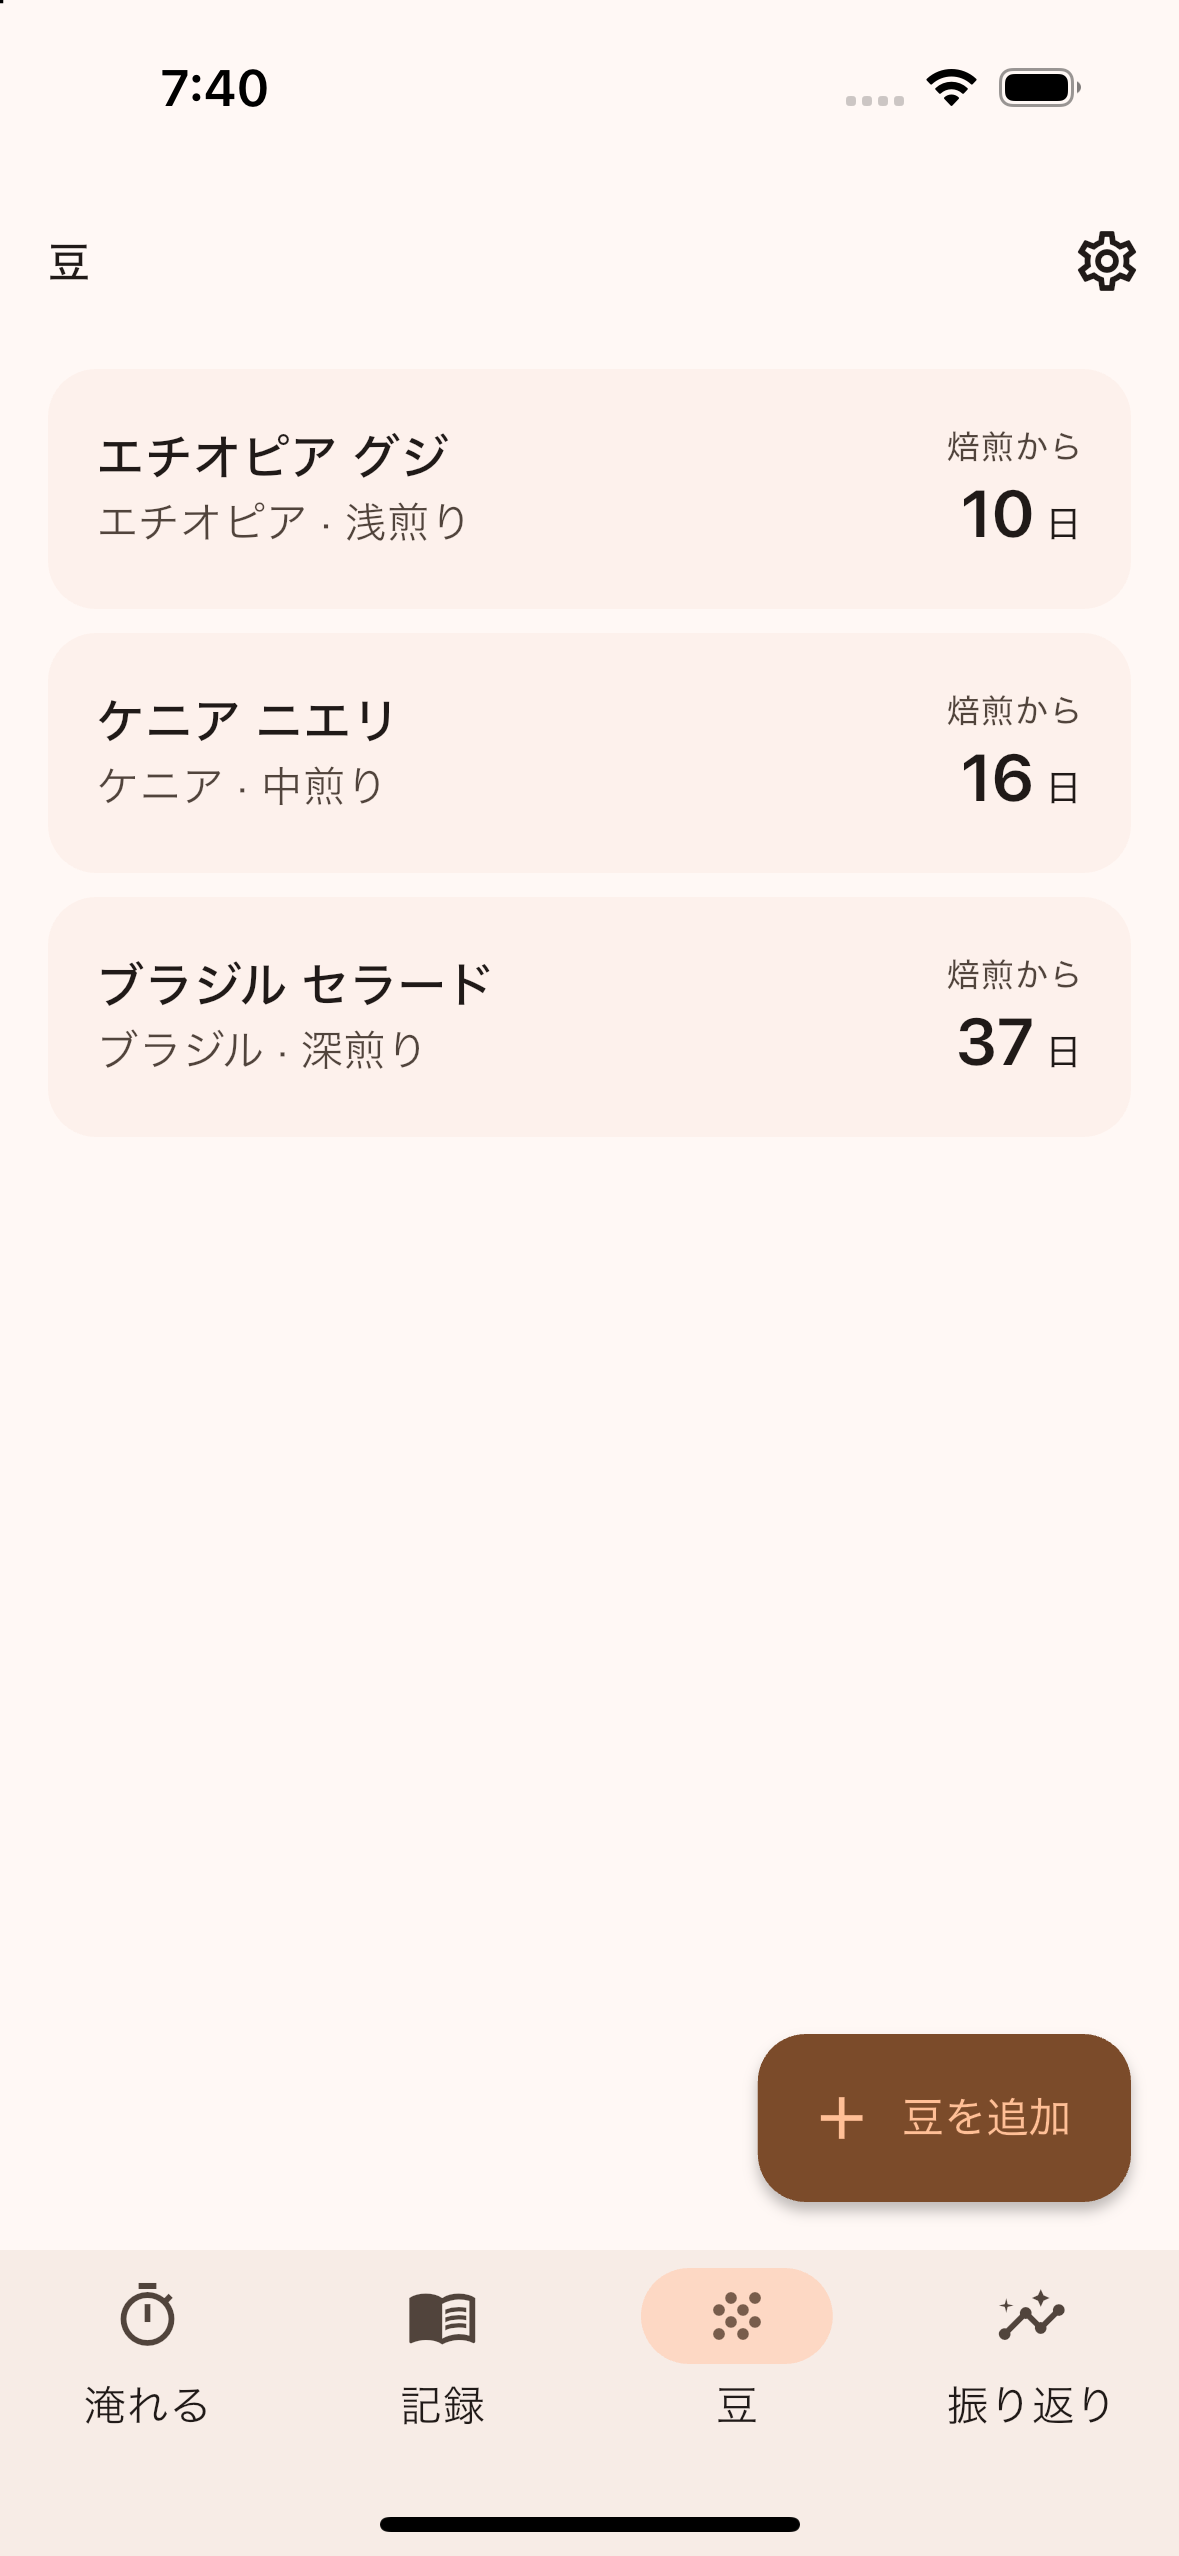 7:40
豆
エチオピア グジ
エチオピア · 浅煎り
焙煎から
10 日
ケニア ニエリ
ケニア · 中煎り
焙煎から
16 日
ブラジル セラード
ブラジル · 深煎り
焙煎から
37 日
+ 豆を追加
淹れる
記録
豆
振り返り